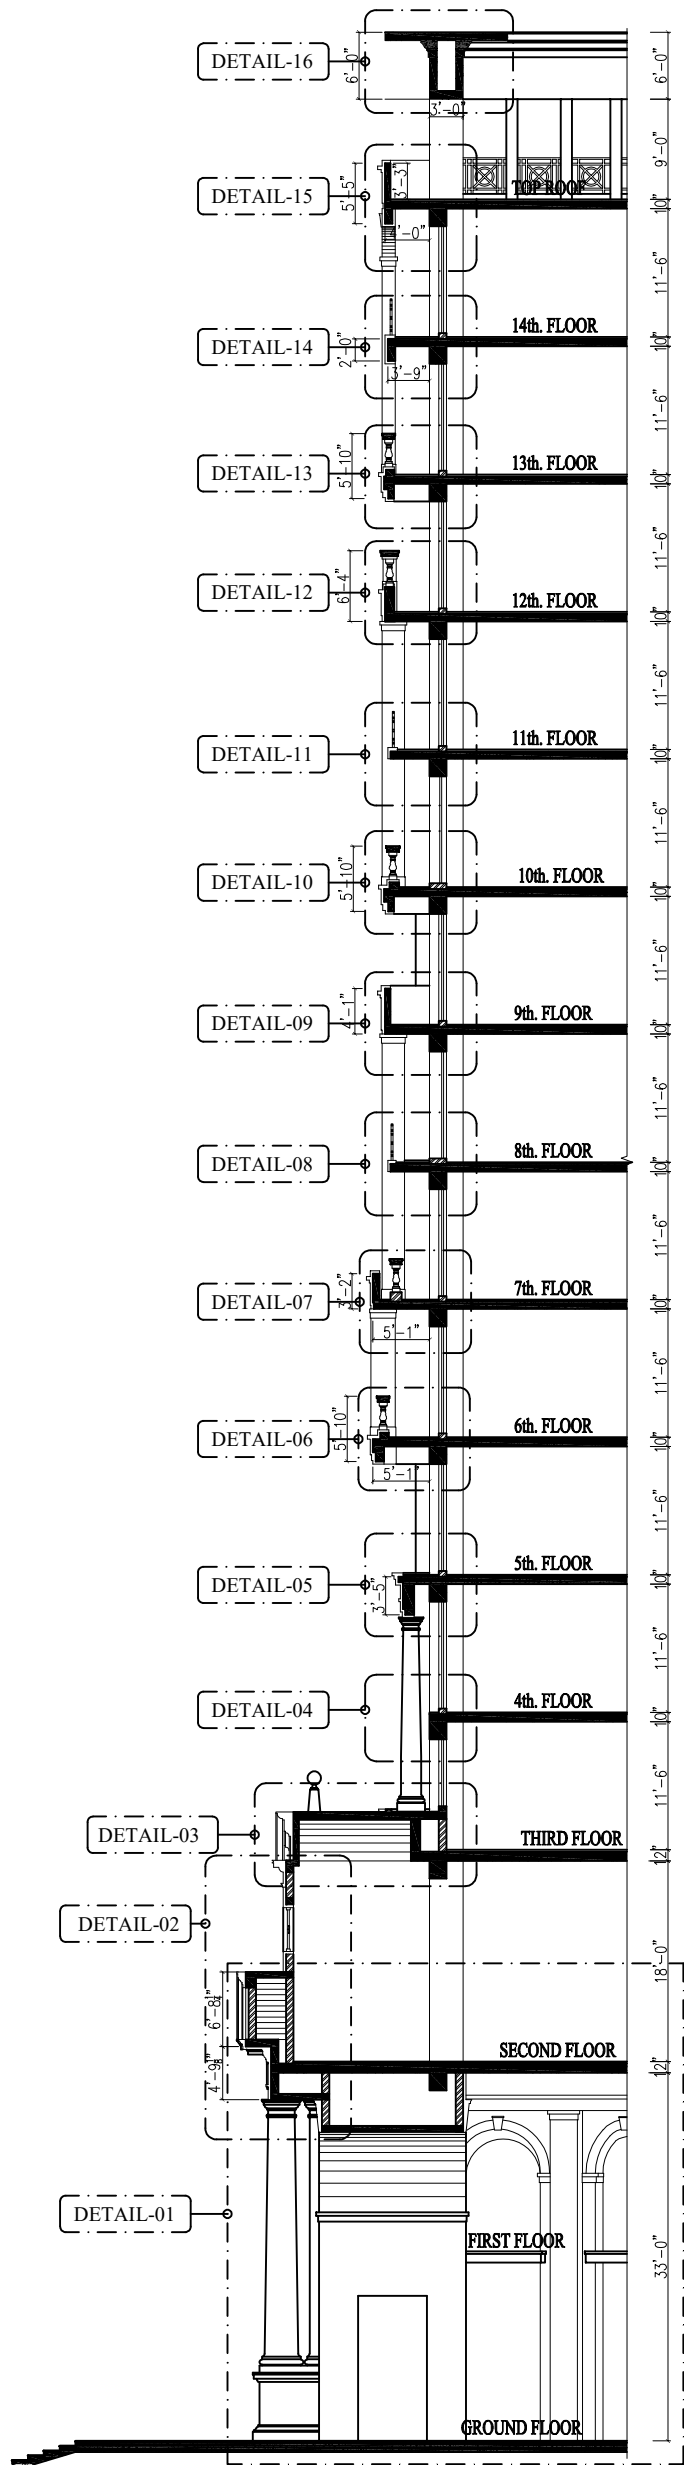 DETAIL-16
6'-0"
6'-0"
3'-0"
9'-0"
DETAIL-15
5'-5"
3'-3"
TOP ROOF
10"
4'-0"
11'-6"
14th. FLOOR
DETAIL-14
2'-0"
10"
3'-9"
11'-6"
13th. FLOOR
DETAIL-13
5'-10"
10"
11'-6"
DETAIL-12
6'-4"
12th. FLOOR
10"
11'-6"
11th. FLOOR
DETAIL-11
10"
11'-6"
10th. FLOOR
DETAIL-10
5'-10"
10"
11'-6"
9th. FLOOR
DETAIL-09
4'-1"
10"
11'-6"
8th. FLOOR
DETAIL-08
10"
11'-6"
7th. FLOOR
DETAIL-07
3'-2"
10"
5'-1"
11'-6"
6th. FLOOR
DETAIL-06
5'-10"
10"
5'-1"
11'-6"
5th. FLOOR
DETAIL-05
3'-5"
10"
11'-6"
4th. FLOOR
DETAIL-04
10"
11'-6"
DETAIL-03
THIRD FLOOR
12"
DETAIL-02
18'-0"
SECOND FLOOR
12"
DETAIL-01
FIRST FLOOR
33'-0"
GROUND FLOOR